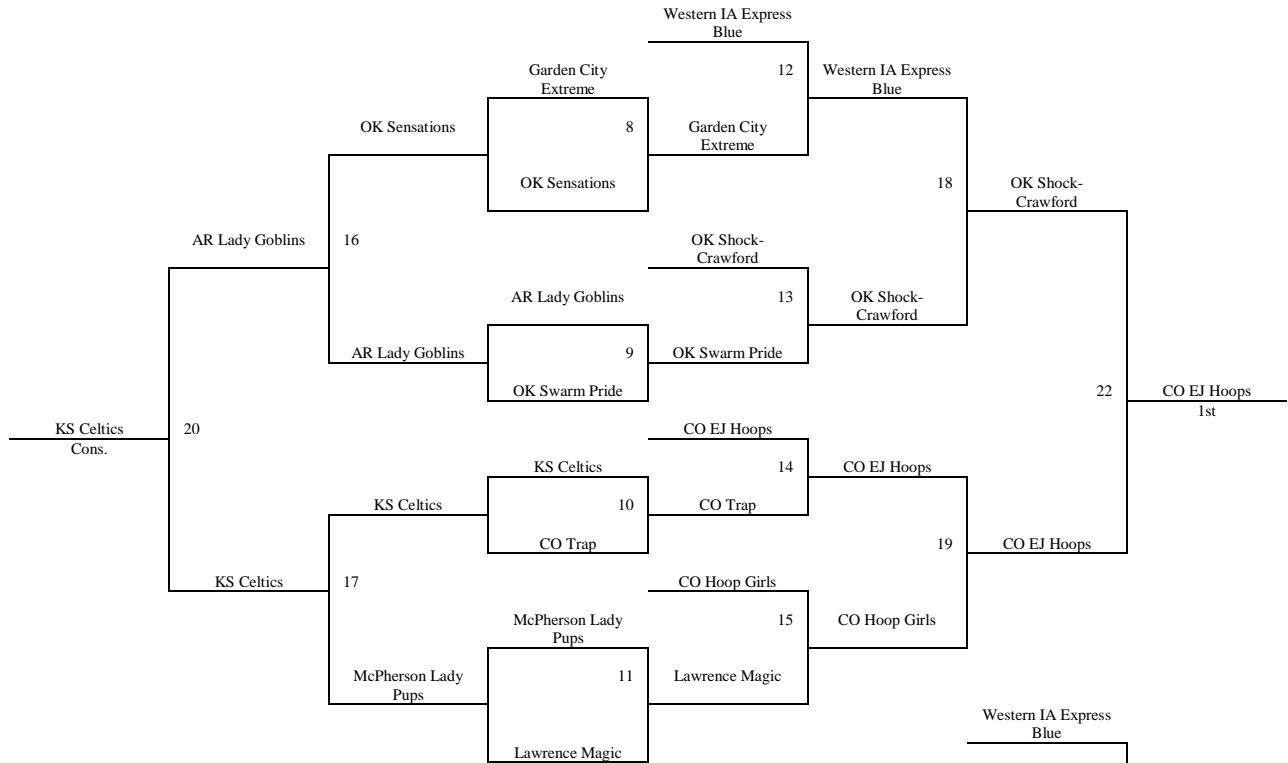 Western IA Express
Blue
12
Western IA Express
Blue
Garden City
Extreme
OK Sensations
8
Garden City
Extreme
OK Sensations
18
OK Shock-
Crawford
AR Lady Goblins
16
OK Shock-
Crawford
AR Lady Goblins
13
OK Shock-
Crawford
AR Lady Goblins
9
OK Swarm Pride
OK Swarm Pride
22
CO EJ Hoops
1st
KS Celtics
Cons.
20
CO EJ Hoops
KS Celtics
14
CO EJ Hoops
KS Celtics
10
CO Trap
CO Trap
19
CO EJ Hoops
KS Celtics
17
CO Hoop Girls
McPherson Lady
Pups
15
CO Hoop Girls
McPherson Lady
Pups
11
Lawrence Magic
Western IA Express
Blue
Lawrence Magic